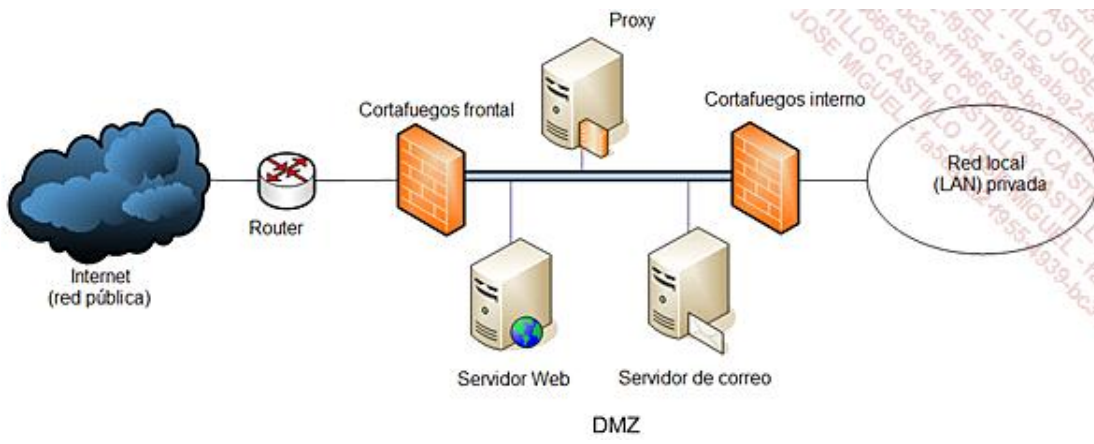 Proxy
Cortafuegos frontal
Cortafuegos interno
Red local
(LAN) privada
Router
Internet
(red pública)
Servidor Web
Servidor de correo
DMZ